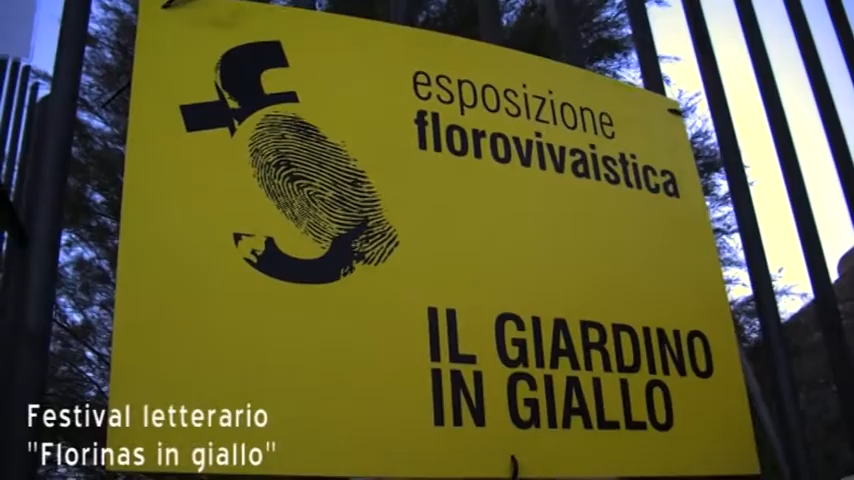 esposizione
florovivaistica
IL GIARDINO
IN GIALLO
Festival letterario
"Florinas in giallo"